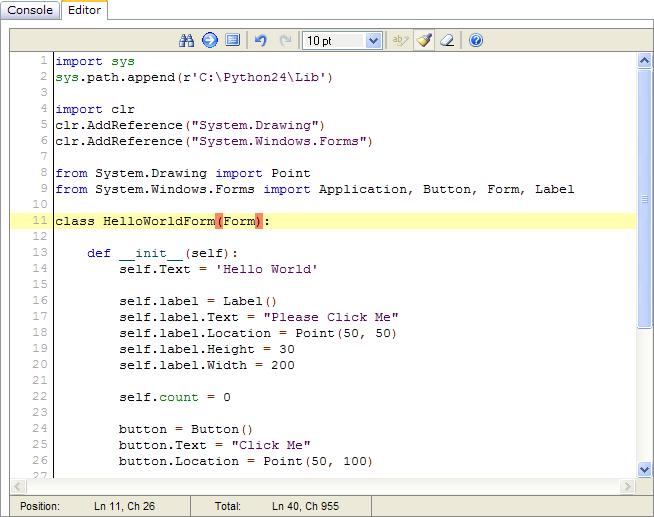 Console Editor
10 pt
1 import sys
2 sys.path.append(r'C:\Python24\Lib')
3
4 import clr
5 clr.AddReference("System.Drawing")
6 clr.AddReference("System.Windows.Forms")
7
8 from System.Drawing import Point
9 from System.Windows.Forms import Application, Button, Form, Label
10
11 class HelloWorldForm(Form):
12
13     def __init__(self):
14         self.Text = 'Hello World'
15
16         self.label = Label()
17         self.label.Text = "Please Click Me"
18         self.label.Location = Point(50, 50)
19         self.label.Height = 30
20         self.label.Width = 200
21
22         self.count = 0
23
24         button = Button()
25         button.Text = "Click Me"
26         button.Location = Point(50, 100)
27
Position: Ln 11, Ch 26 Total: Ln 40, Ch 955